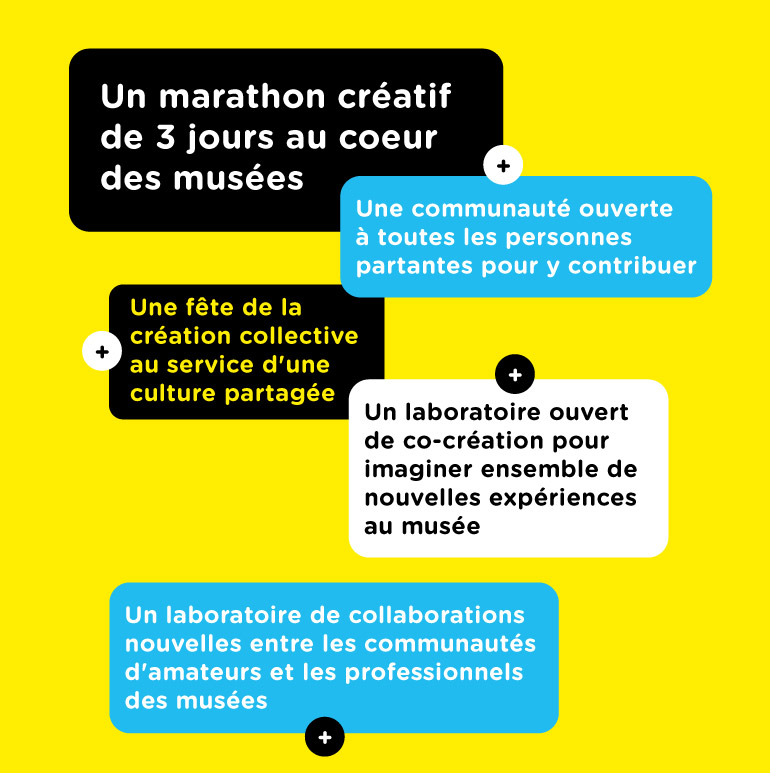 Un marathon créatif
de 3 jours au coeur
des musées
+
Une communauté ouverte
à toutes les personnes
partantes pour y contribuer
Une fête de la
création collective
au service d'une
culture partagée
+
+
Un laboratoire ouvert
de co-création pour
imaginer ensemble de
nouvelles expériences
au musée
Un laboratoire de collaborations
nouvelles entre les communautés
d'amateurs et les professionnels
des musées
+